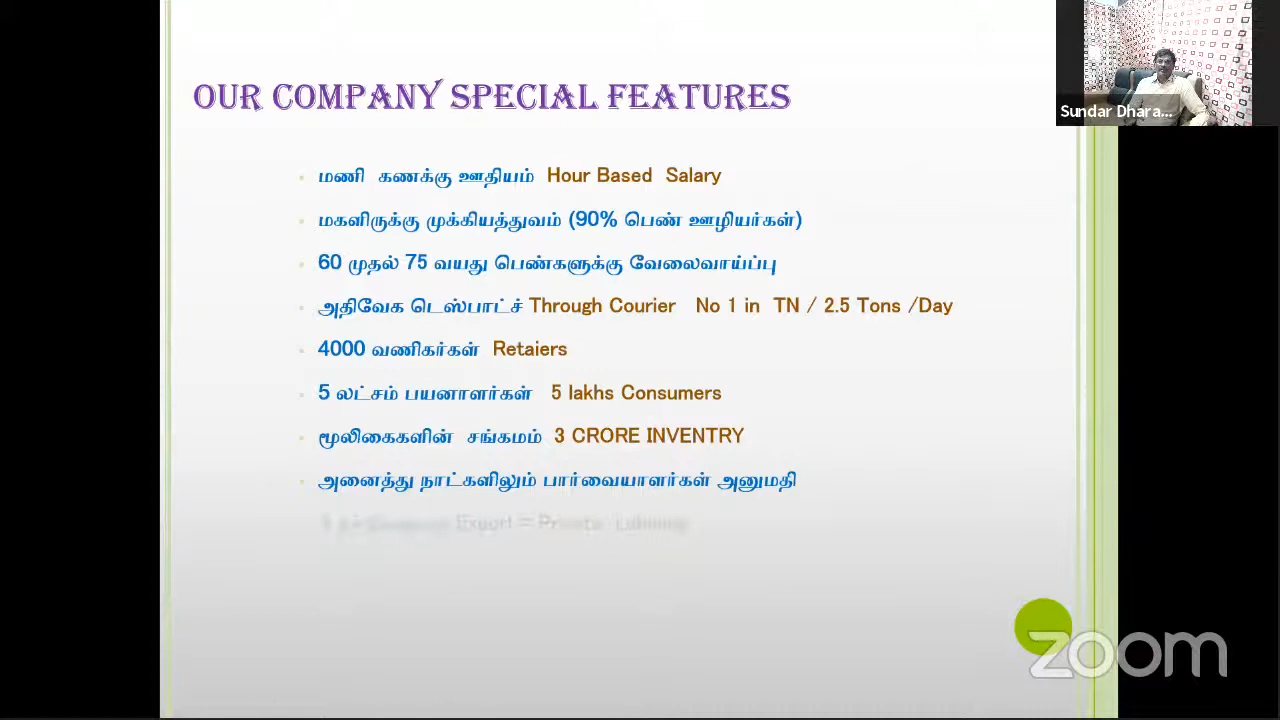 OUR COMPANY SPECIAL FEATURES
Sundar Dhara...
மணி கணக்கு ஊதியம் Hour Based Salary
மகளிருக்கு முக்கியத்துவம் (90% பெண் ஊழியர்கள்)
60 முதல் 75 வயது பெண்களுக்கு வேலைவாய்ப்பு
அதிவேக டெஸ்பாட்ச் Through Courier No 1 in TN / 2.5 Tons /Day
4000 வணிகர்கள் Retaiers
5 லட்சம் பயனாளர்கள் 5 lakhs Consumers
மூலிகைகளின் சங்கமம் 3 CRORE INVENTRY
அனைத்து நாட்களிலும் பார்வையாளர்கள் அனுமதி
Export = Private
zoom